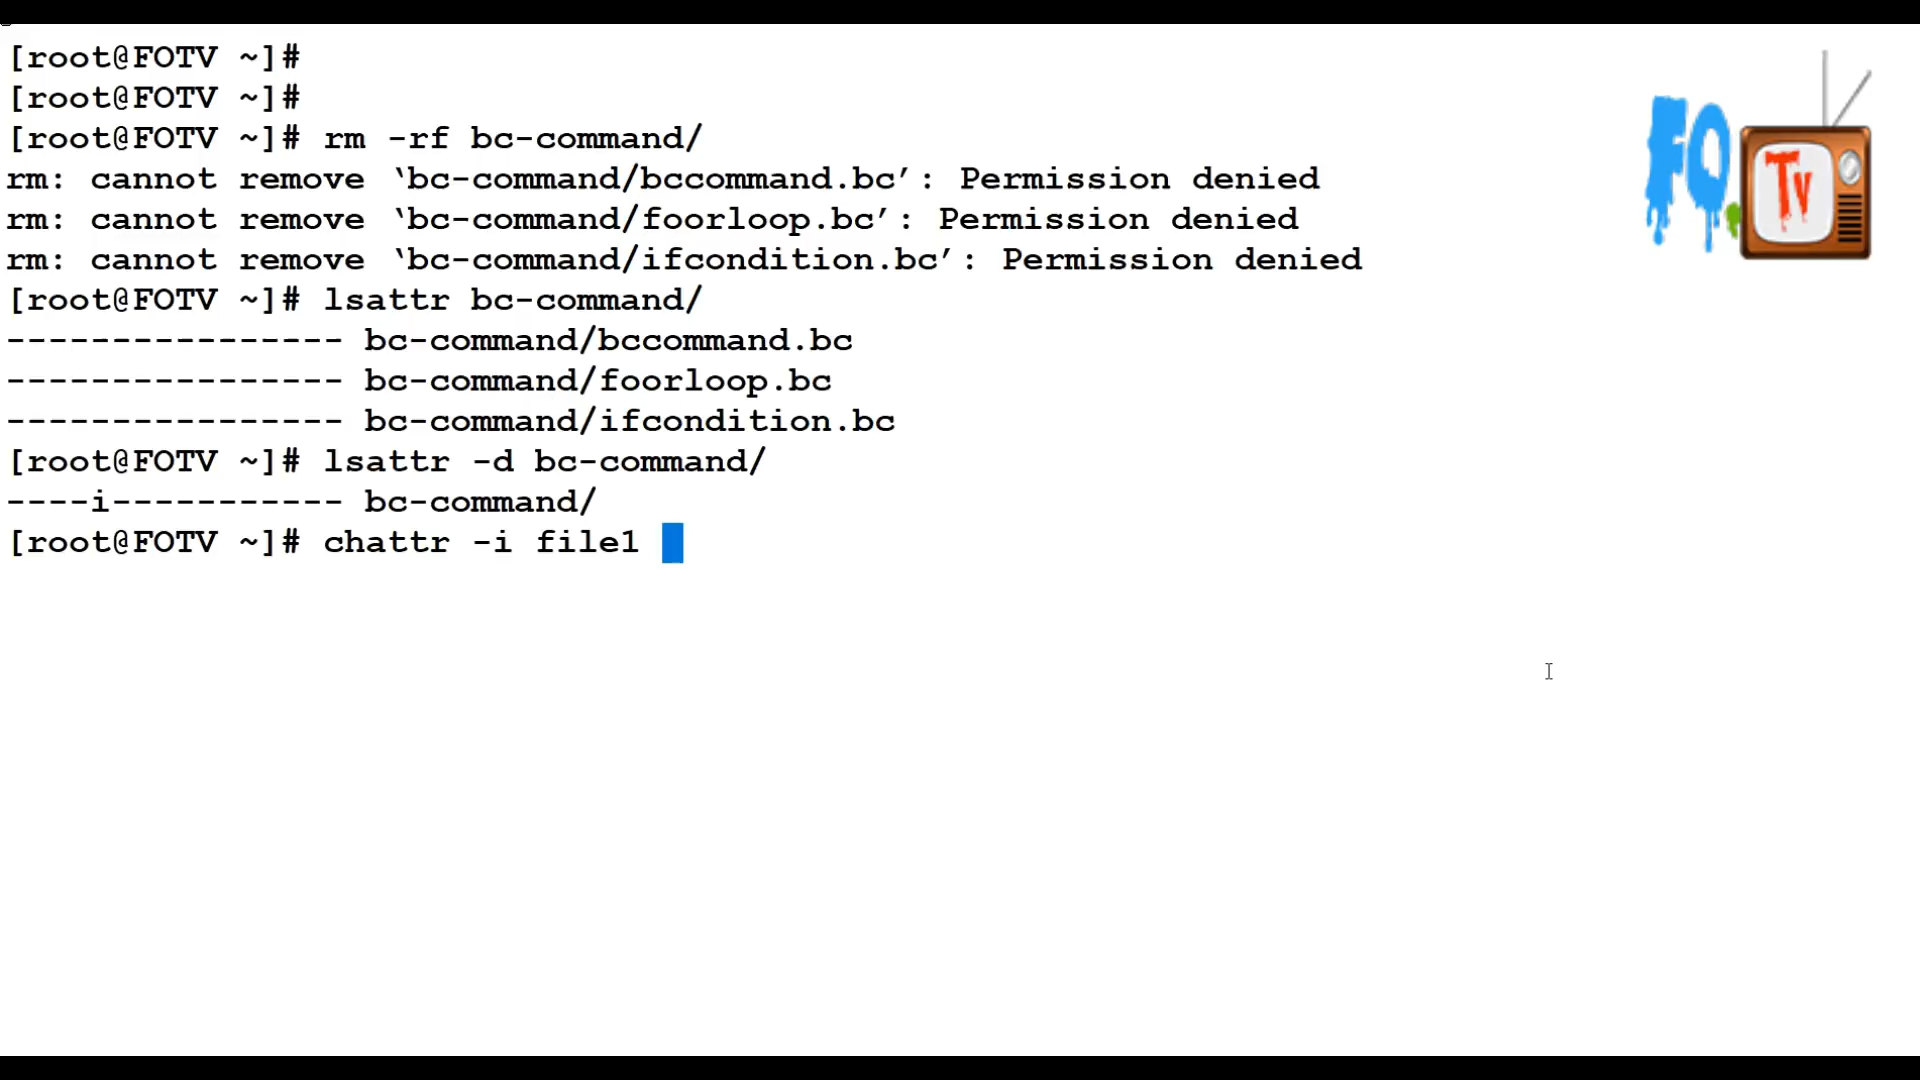 [root@FOTV ~]#
[root@FOTV ~]#
[root@FOTV ~]# rm -rf bc-command/
rm: cannot remove ‘bc-command/bccommand.bc’: Permission denied
rm: cannot remove ‘bc-command/foorloop.bc’: Permission denied
rm: cannot remove ‘bc-command/ifcondition.bc’: Permission denied
[root@FOTV ~]# lsattr bc-command/
---------------- bc-command/bccommand.bc
---------------- bc-command/foorloop.bc
---------------- bc-command/ifcondition.bc
[root@FOTV ~]# lsattr -d bc-command/
----i----------- bc-command/
[root@FOTV ~]# chattr -i file1
FO.
Tv